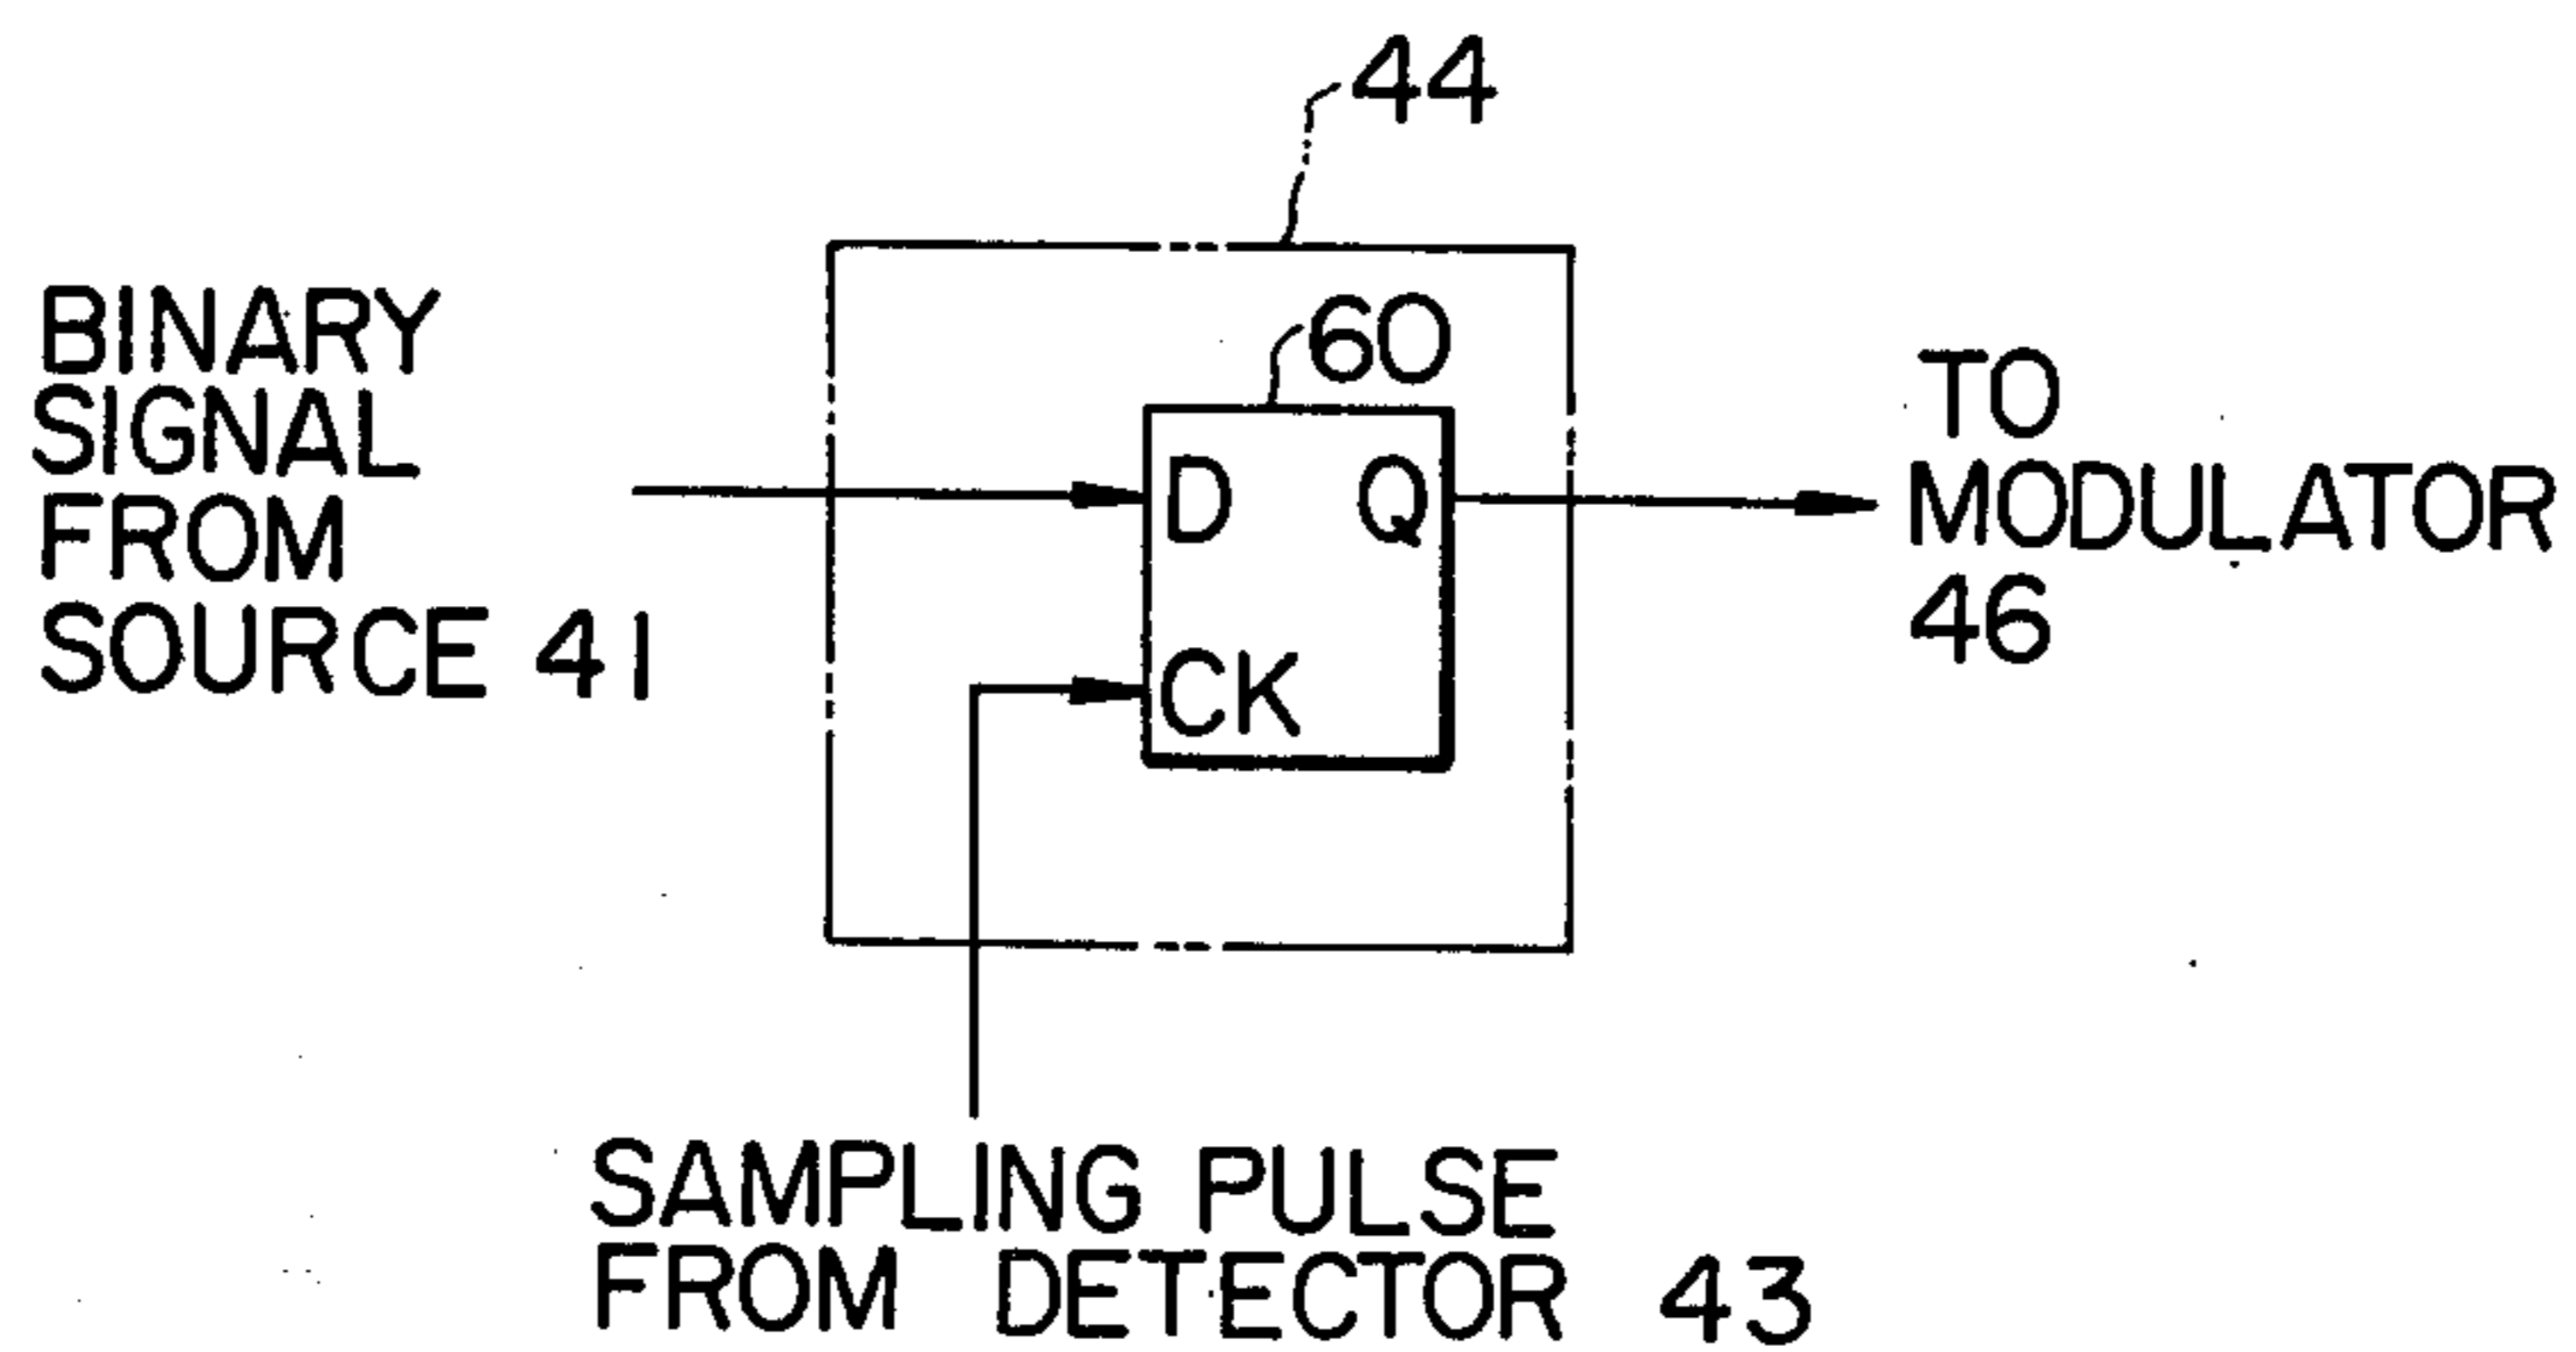 44
BINARY
SIGNAL
FROM
SOURCE 41
60
D Q
CK
TO
MODULATOR
46
SAMPLING PULSE
FROM DETECTOR 43